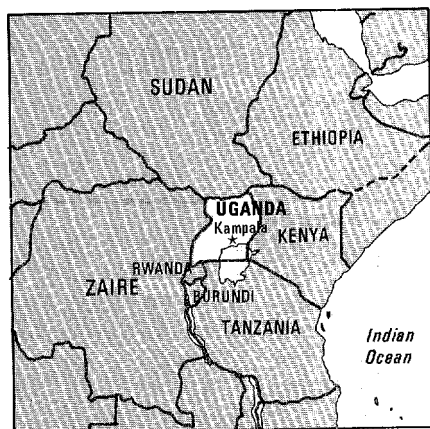 SUDAN
ETHIOPIA
UGANDA
Kampala
KENYA
RWANDA
ZAIRE
BURUNDI
TANZANIA
Indian
Ocean